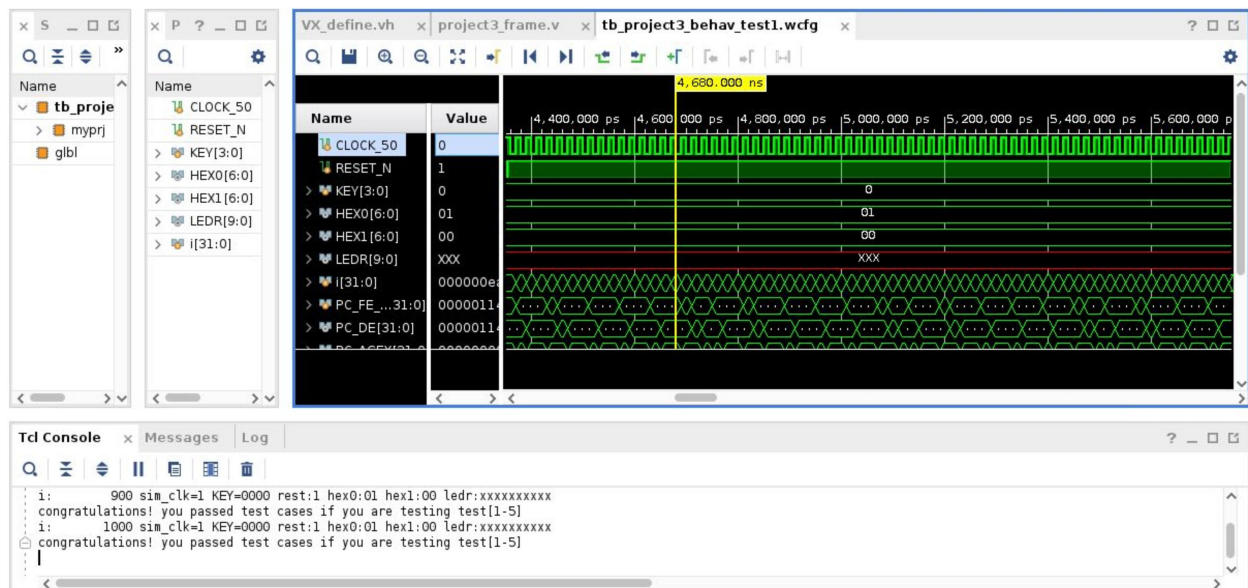 S
P ?
VX_define.vh
project3_frame.v
tb_project3_behav_test1.wcfg
?
»
Name
tb_proje
myprj
glbl
Name
CLOCK_50
RESET_N
KEY[3:0]
HEX0[6:0]
HEX1[6:0]
LEDR[9:0]
i[31:0]
4,680.000 ns
Name Value
4,400,000 ps 4,600,000 ps 4,800,000 ps 5,000,000 ps 5,200,000 ps 5,400,000 ps 5,600,000 p
CLOCK_50 0
RESET_N 1
KEY[3:0] 0 0
HEX0[6:0] 01 01
HEX1[6:0] 00 00
LEDR[9:0] XXX XXX
i[31:0] 000000ea
PC_FE_...31:0] 00000114
PC_DE[31:0] 00000114
Tcl Console Messages Log ?
i: 900 sim_clk=1 KEY=0000 rest:1 hex0:01 hex1:00 ledr:xxxxxxxxxx
congratulations! you passed test cases if you are testing test[1-5]
i: 1000 sim_clk=1 KEY=0000 rest:1 hex0:01 hex1:00 ledr:xxxxxxxxxx
congratulations! you passed test cases if you are testing test[1-5]